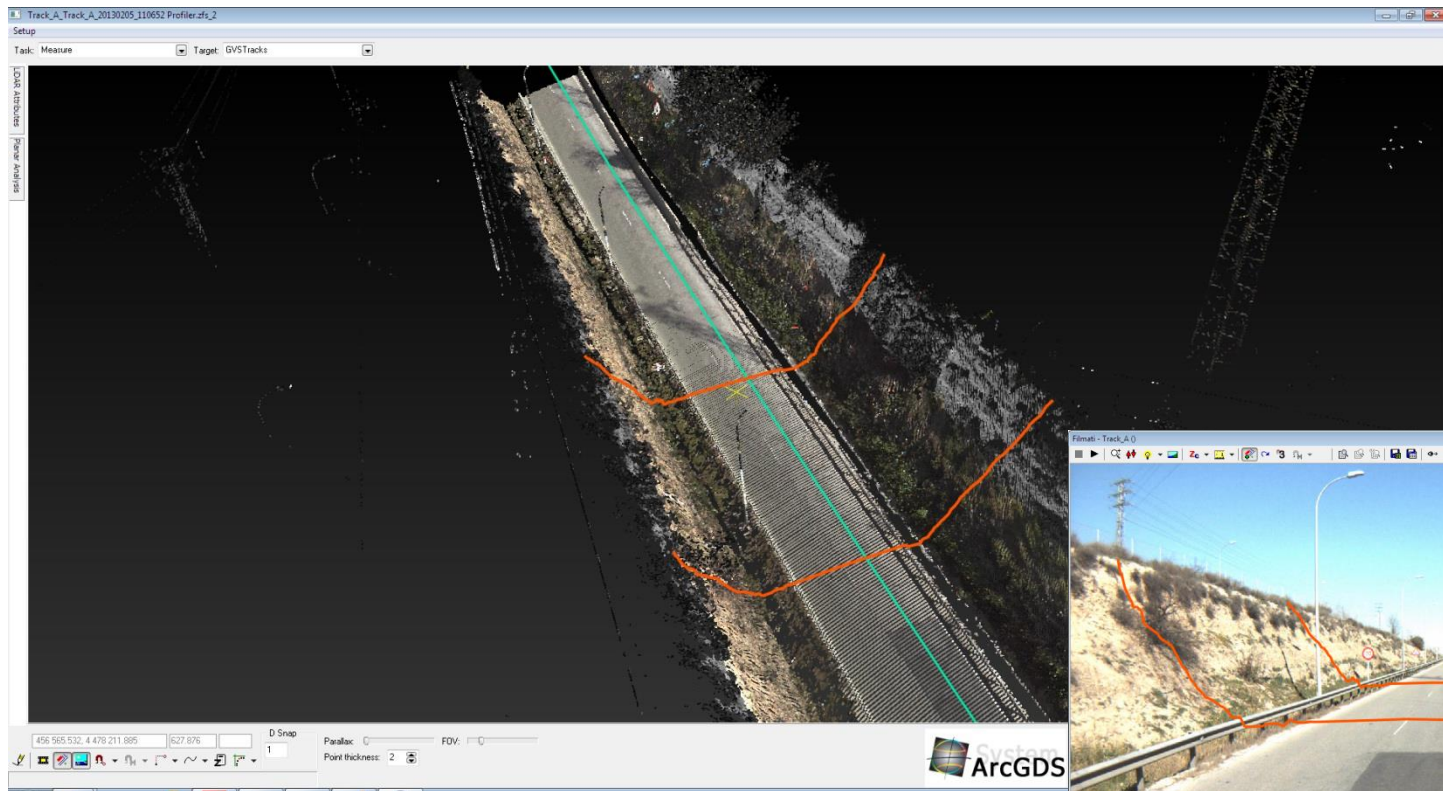 Track_A_Track_A_20130205_110652 Profiler.zfs_2
Setup
Task: Measure Target: GVSTracks
LiDAR Attributes
Planar Analysis
Filmati - Track_A ()
456 565.532, 4 478 211.885 627.876
D Snap
1
Parallax: FOV:
Point thickness: 2
System
ArcGDS